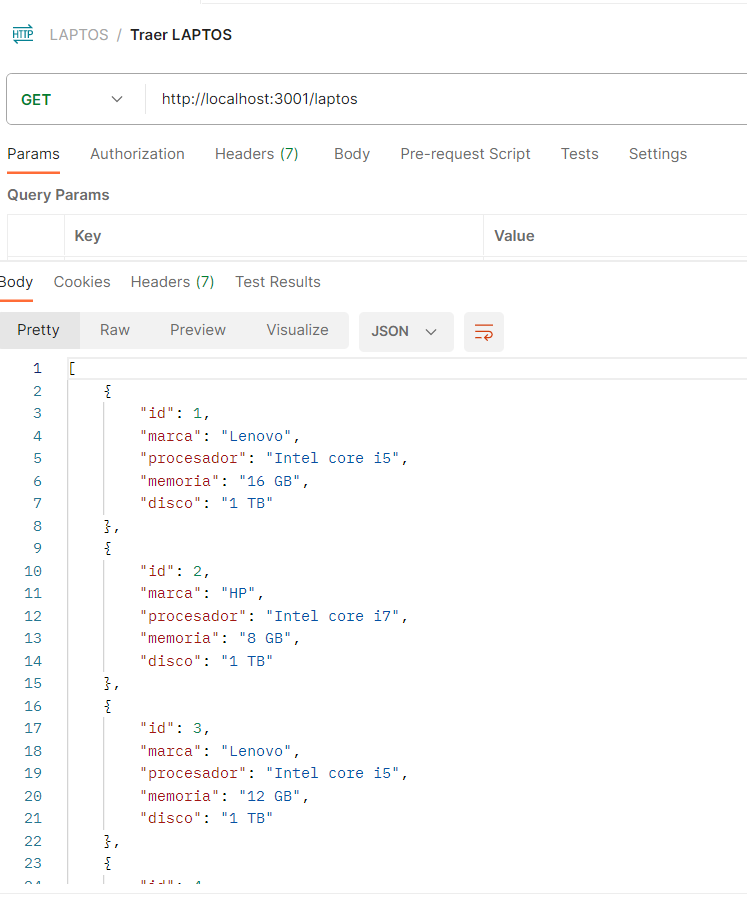 HTTP LAPTOS / Traer LAPTOS
GET http://localhost:3001/laptos
Params Authorization Headers (7) Body Pre-request Script Tests Settings
Query Params
Key Value
Body Cookies Headers (7) Test Results
Pretty Raw Preview Visualize JSON
1 [
2 {
3 "id": 1,
4 "marca": "Lenovo",
5 "procesador": "Intel core i5",
6 "memoria": "16 GB",
7 "disco": "1 TB"
8 },
9 {
10 "id": 2,
11 "marca": "HP",
12 "procesador": "Intel core i7",
13 "memoria": "8 GB",
14 "disco": "1 TB"
15 },
16 {
17 "id": 3,
18 "marca": "Lenovo",
19 "procesador": "Intel core i5",
20 "memoria": "12 GB",
21 "disco": "1 TB"
22 },
23 {